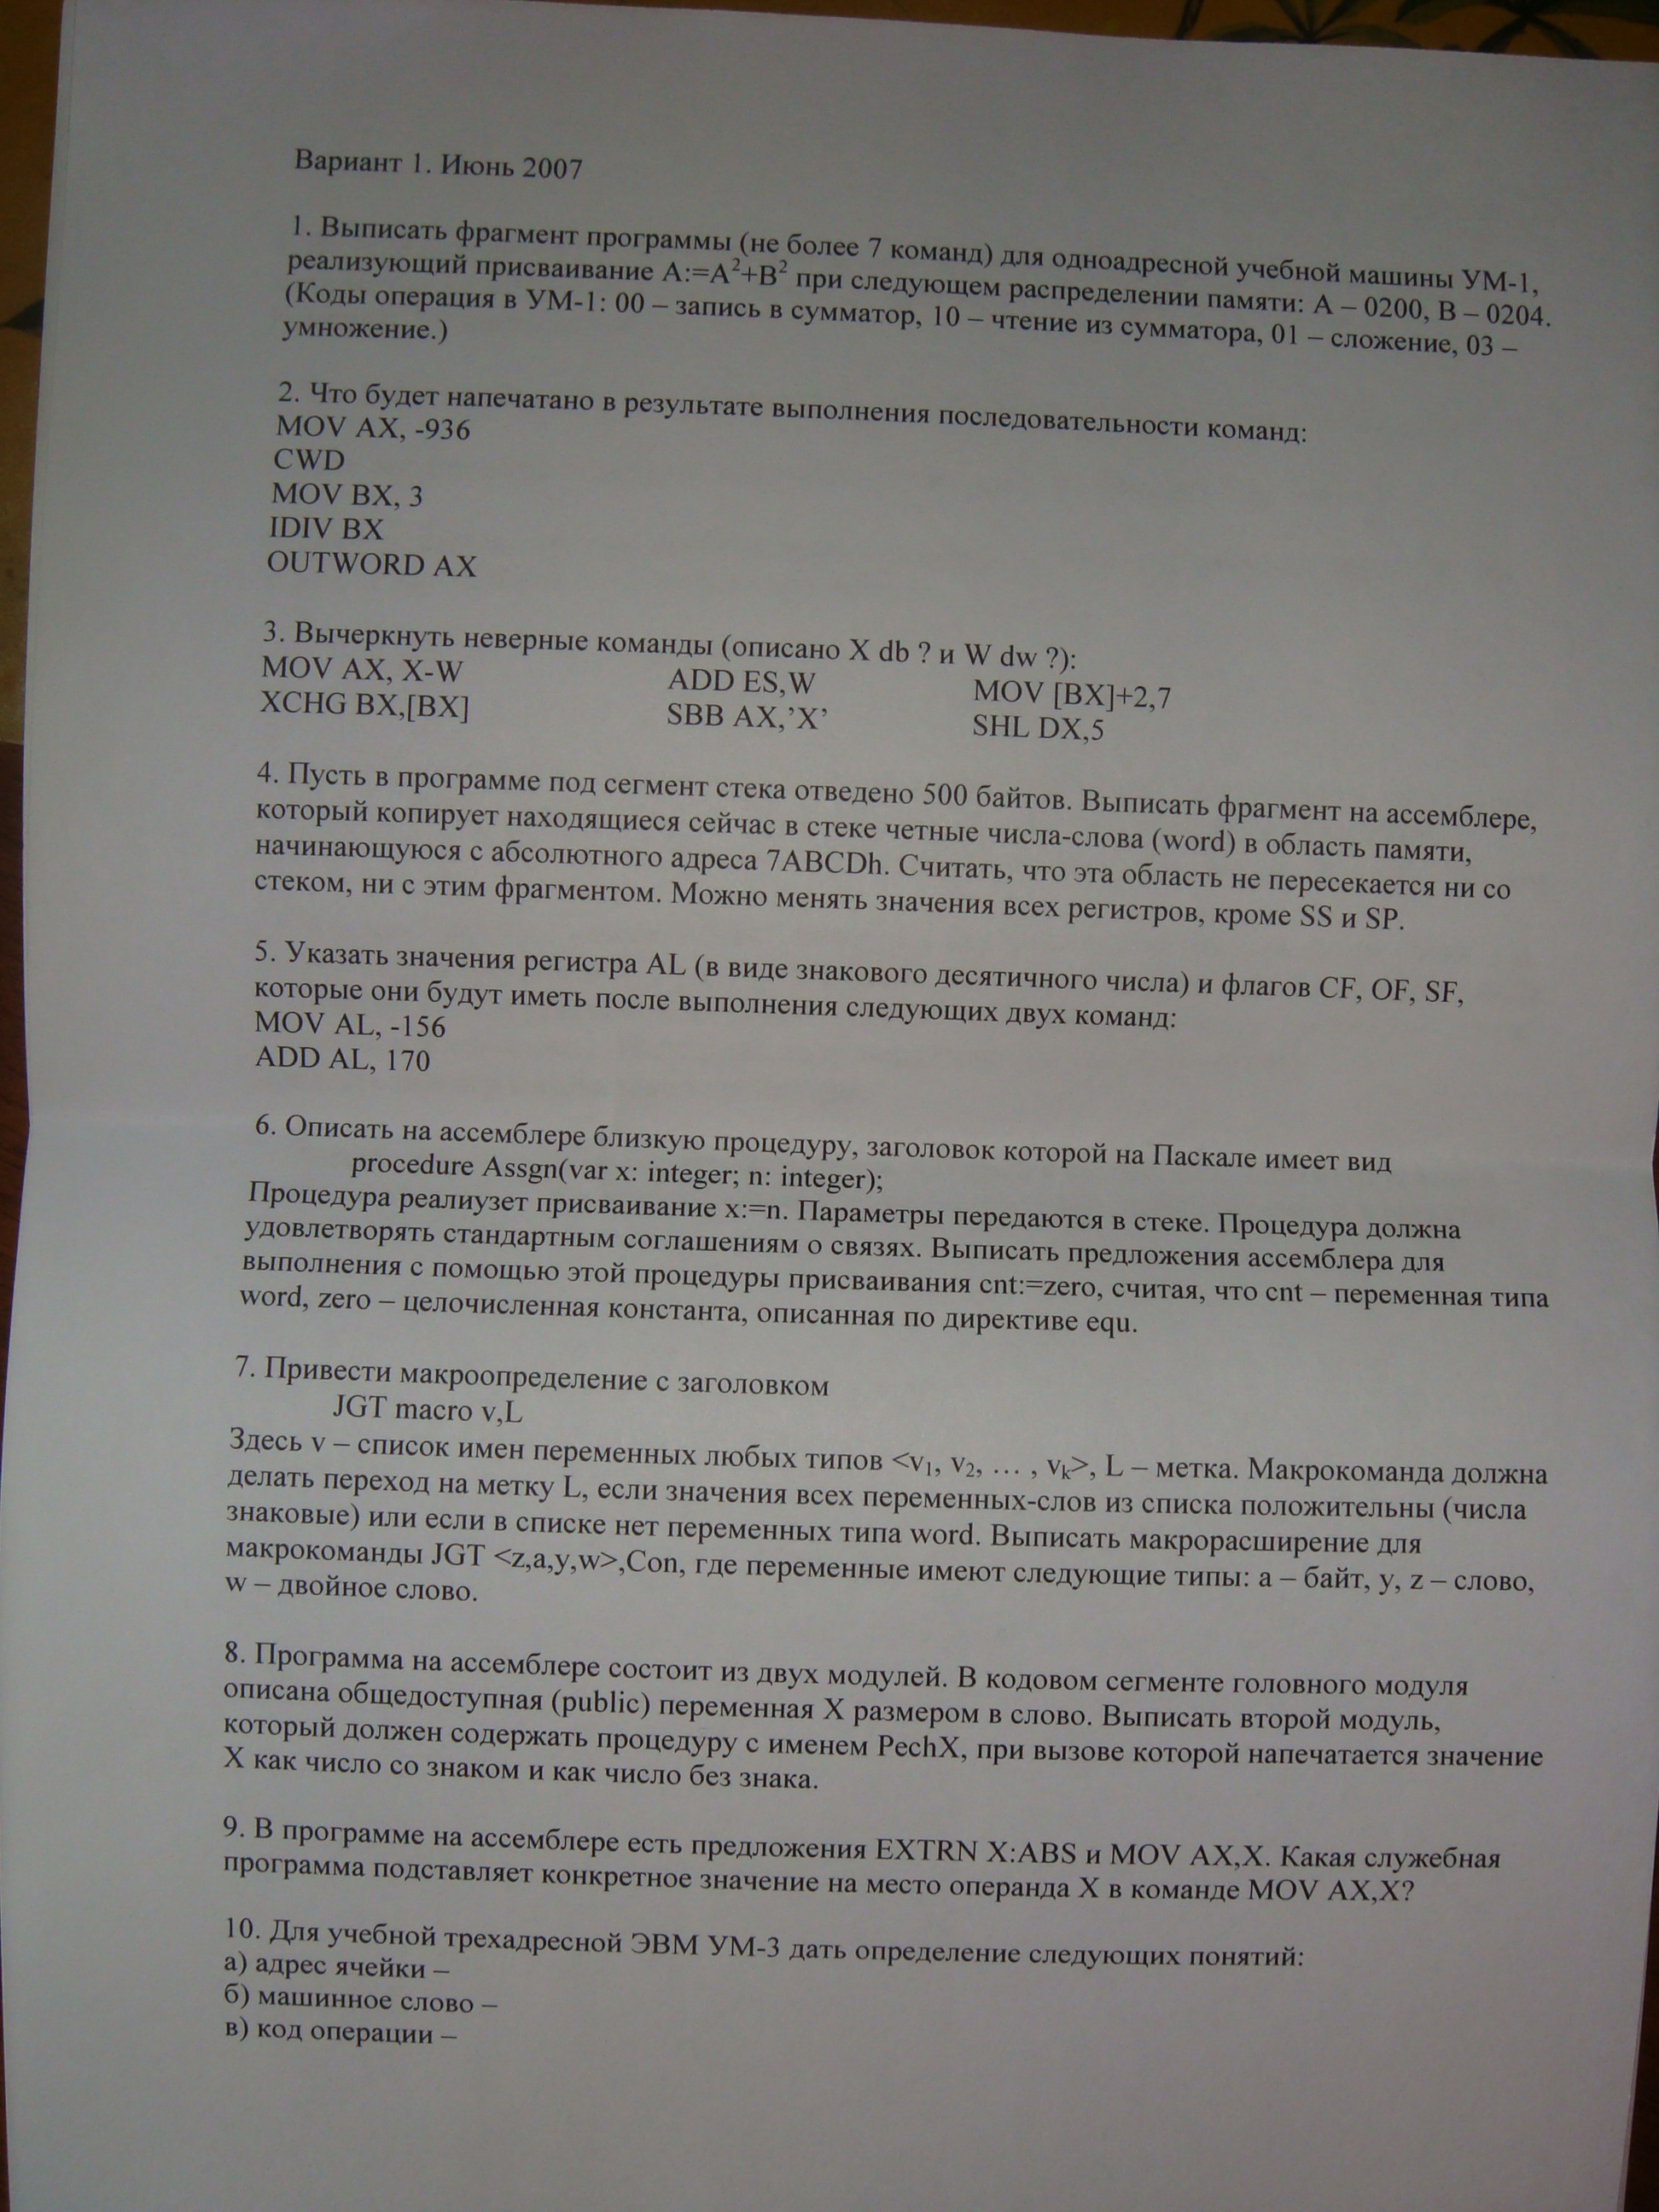 Вариант 1. Июнь 2007
1. Выписать фрагмент программы (не более 7 команд) для одноадресной учебной машины УМ-1,
реализующий присваивание A:=A²+B² при следующем распределении памяти: A – 0200, B – 0204.
(Коды операция в УМ-1: 00 – запись в сумматор, 10 – чтение из сумматора, 01 – сложение, 03 –
умножение.)
2. Что будет напечатано в результате выполнения последовательности команд:
MOV AX, -936
CWD
MOV BX, 3
IDIV BX
OUTWORD AX
3. Вычеркнуть неверные команды (описано X db ? и W dw ?):
MOV AX, X-W ADD ES,W MOV [BX]+2,7
XCHG BX,[BX] SBB AX,’X’ SHL DX,5
4. Пусть в программе под сегмент стека отведено 500 байтов. Выписать фрагмент на ассемблере,
который копирует находящиеся сейчас в стеке четные числа-слова (word) в область памяти,
начинающуюся с абсолютного адреса 7ABCDh. Считать, что эта область не пересекается ни со
стеком, ни с этим фрагментом. Можно менять значения всех регистров, кроме SS и SP.
5. Указать значения регистра AL (в виде знакового десятичного числа) и флагов CF, OF, SF,
которые они будут иметь после выполнения следующих двух команд:
MOV AL, -156
ADD AL, 170
6. Описать на ассемблере близкую процедуру, заголовок которой на Паскале имеет вид
procedure Assgn(var x: integer; n: integer);
Процедура реалиузет присваивание x:=n. Параметры передаются в стеке. Процедура должна
удовлетворять стандартным соглашениям о связях. Выписать предложения ассемблера для
выполнения с помощью этой процедуры присваивания cnt:=zero, считая, что cnt – переменная типа
word, zero – целочисленная константа, описанная по директиве equ.
7. Привести макроопределение с заголовком
JGT macro v,L
Здесь v – список имен переменных любых типов <v₁, v₂, … , vₖ>, L – метка. Макрокоманда должна
делать переход на метку L, если значения всех переменных-слов из списка положительны (числа
знаковые) или если в списке нет переменных типа word. Выписать макрорасширение для
макрокоманды JGT <z,a,y,w>,Con, где переменные имеют следующие типы: a – байт, y, z – слово,
w – двойное слово.
8. Программа на ассемблере состоит из двух модулей. В кодовом сегменте головного модуля
описана общедоступная (public) переменная X размером в слово. Выписать второй модуль,
который должен содержать процедуру с именем PechX, при вызове которой напечатается значение
X как число со знаком и как число без знака.
9. В программе на ассемблере есть предложения EXTRN X:ABS и MOV AX,X. Какая служебная
программа подставляет конкретное значение на место операнда X в команде MOV AX,X?
10. Для учебной трехадресной ЭВМ УМ-3 дать определение следующих понятий:
а) адрес ячейки –
б) машинное слово –
в) код операции –